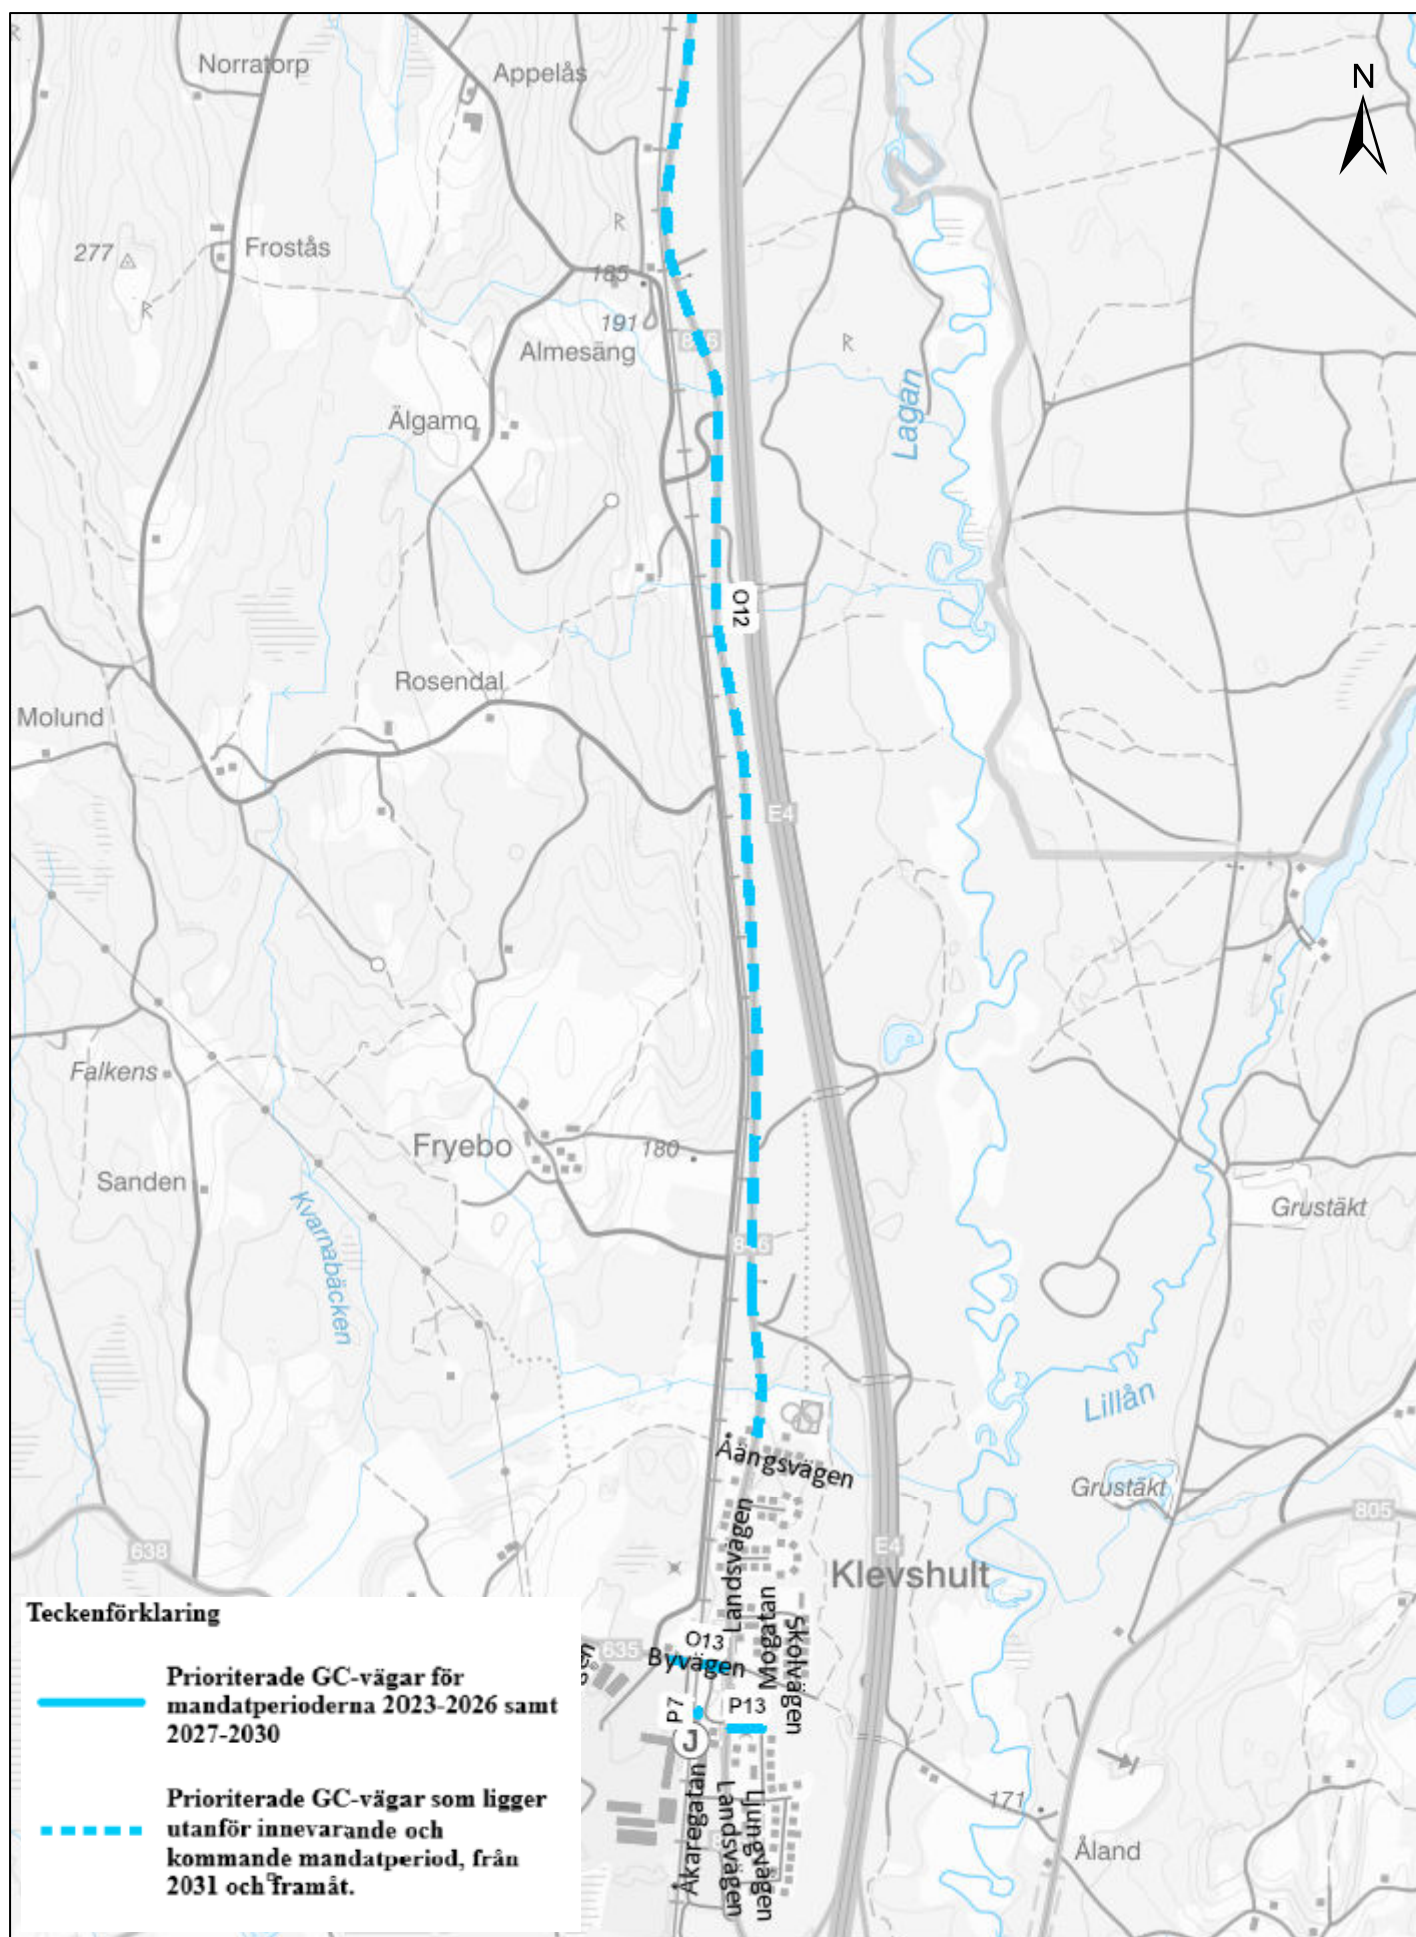 Norratorp
Appelås
N
R
R
Frostås
277
185
R
191
Almesäng
R
Lagan
Älgamo
O12
Rosendal
Molund
E4
Falkens
Fryebo
180
Sanden
Grustäkt
Kvarnabäcken
Lillån
Åängsvägen
Grustäkt
805
638
Landsvägen
E4
Klevshult
Mogatan
Skolvägen
O13
635
Byvägen
P7
P13
J
Åkaregatan
Landsvägen
Ljungvägen
171
Åland
Teckenförklaring
Prioriterade GC-vägar för
mandatperioderna 2023-2026 samt
2027-2030
Prioriterade GC-vägar som ligger
utanför innevarande och
kommande mandatperiod, från
2031 och framåt.